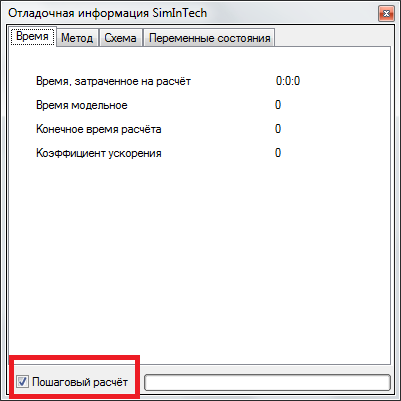 Отладочная информация SimInTech
Время Метод Схема Переменные состояния
Время, затраченное на расчёт 0:0:0
Время модельное 0
Конечное время расчёта 0
Коэффициент ускорения 0
Пошаговый расчёт